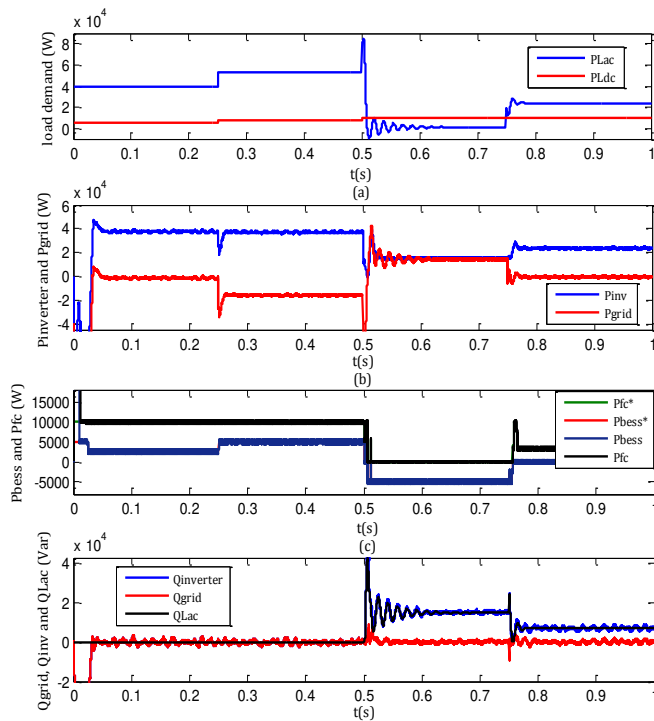 x 10^4
load demand (W)
8
6
4
2
0
PLac
PLdc
0 0.1 0.2 0.3 0.4 0.5 0.6 0.7 0.8 0.9 1
t(s)
(a)
x 10^4
Pinverter and Pgrid (W)
6
4
2
0
-2
-4
Pinv
Pgrid
0 0.1 0.2 0.3 0.4 0.5 0.6 0.7 0.8 0.9 1
t(s)
(b)
Pbess and Pfc (W)
15000
10000
5000
0
-5000
Pfc*
Pbess*
Pbess
Pfc
0 0.1 0.2 0.3 0.4 0.5 0.6 0.7 0.8 0.9 1
t(s)
(c)
x 10^4
Qgrid, Qinv and QLac (Var)
4
2
0
-2
Qinverter
Qgrid
QLac
0 0.1 0.2 0.3 0.4 0.5 0.6 0.7 0.8 0.9 1
t(s)